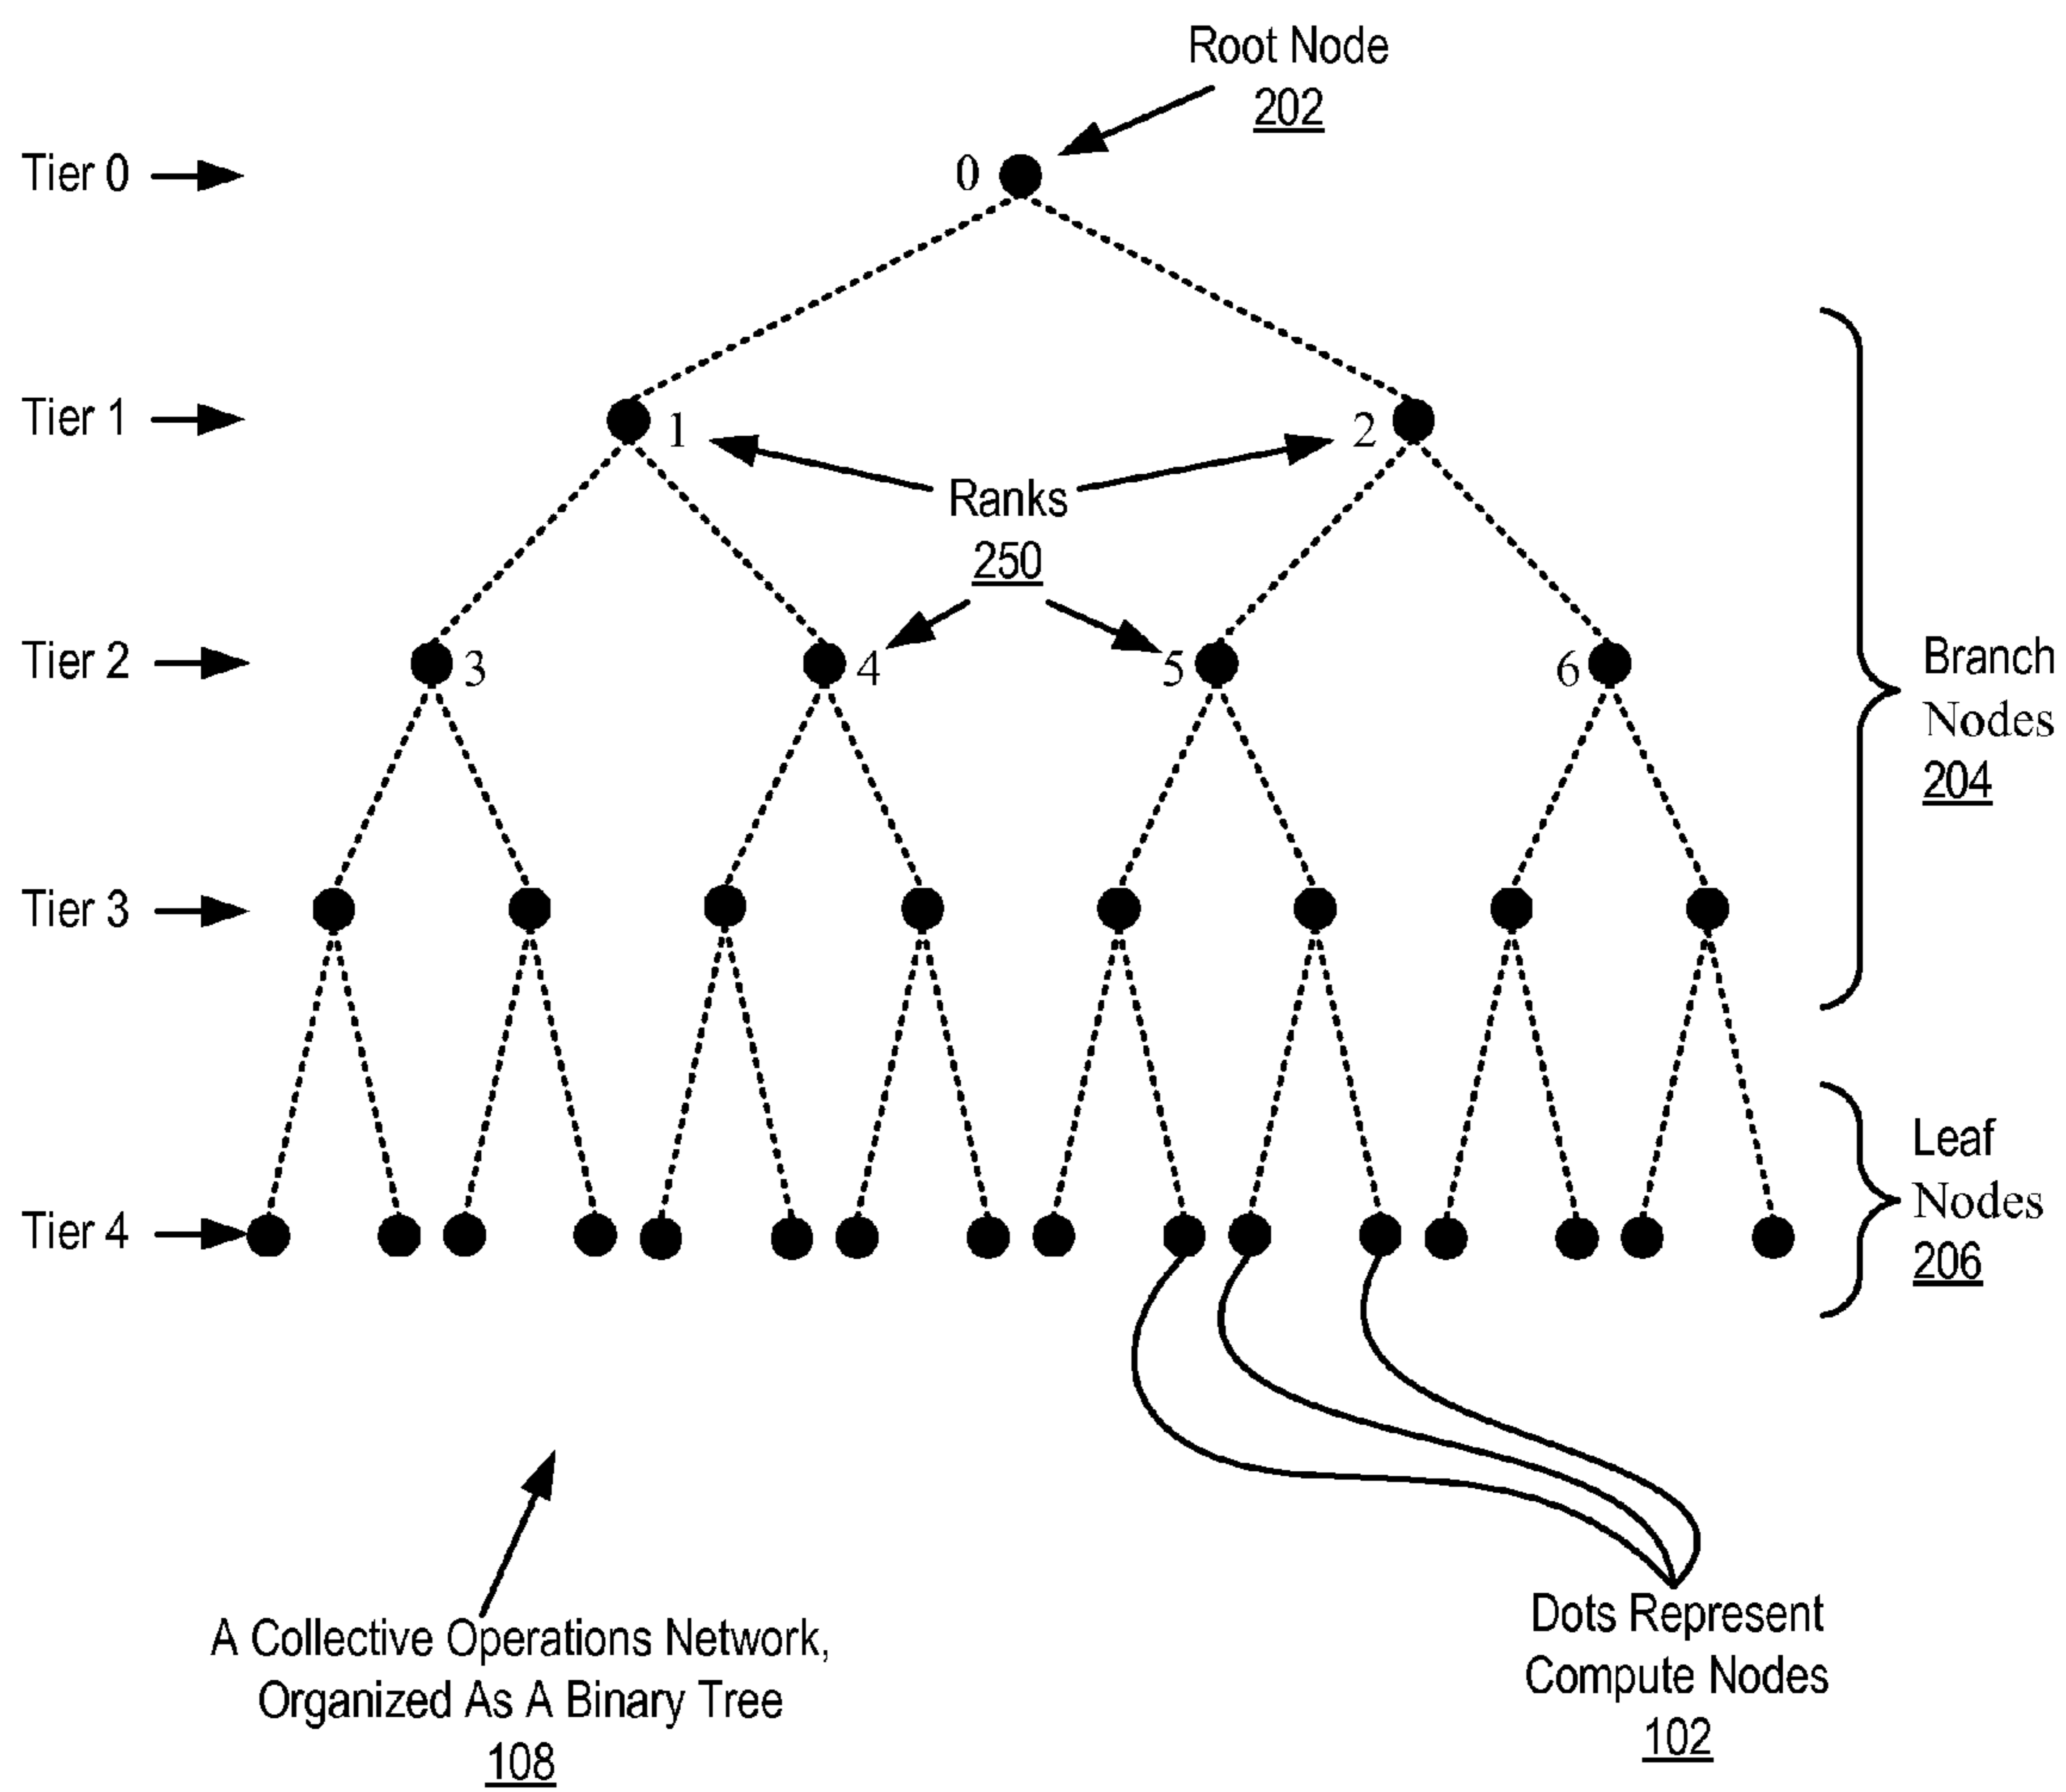 Root Node
202
Tier 0
0
Tier 1
1
2
Ranks
250
Tier 2
3
4
5
6
Branch
Nodes
204
Tier 3
Leaf
Nodes
206
Tier 4
A Collective Operations Network,
Organized As A Binary Tree
108
Dots Represent
Compute Nodes
102